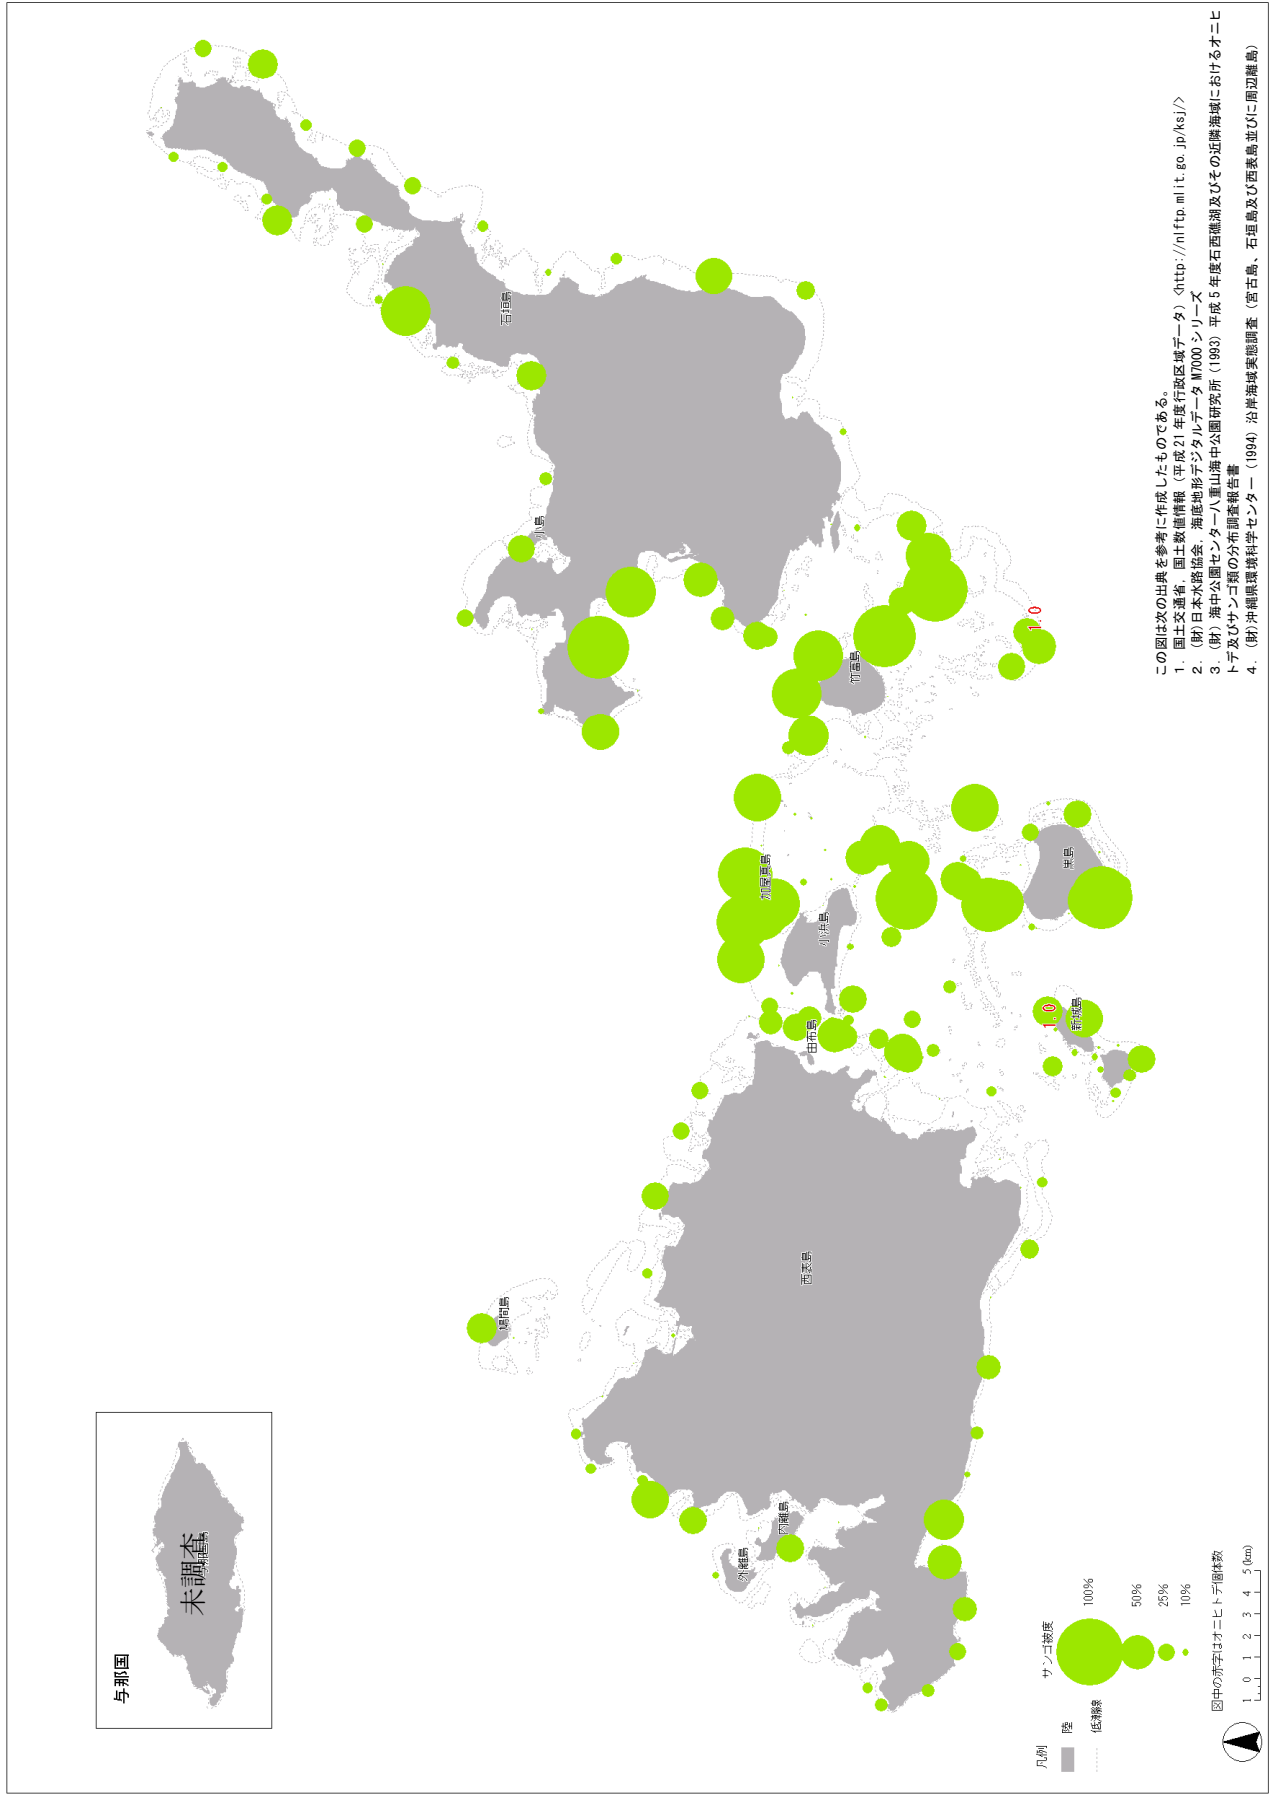 与那国
未調査
石垣島
小島
竹富島
加屋真島
小浜島
由布島
黒島
新城島
鳩間島
西表島
内離島
外離島
1.0
1.0
この図は次の出典を参考に作成したものである。
1. 国土交通省, 国土数値情報（平成21年度行政区域データ）<http://nlftp.mlit.go.jp/ksj/>
2. (財)日本水路協会, 海底地形デジタルデータ M7000シリーズ
3. (財) 海中公園センター八重山海中公園研究所 (1993) 平成5年度石西礁湖及びその近隣海域におけるオニヒ
トデ及びサンゴ類の分布調査報告書
4. (財)沖縄県環境科学センター (1994) 沿岸海域実態調査（宮古島、石垣島及び西表島並びに周辺離島）
凡例
陸
低潮線
サンゴ被度
100%
50%
25%
10%
図中の赤字はオニヒトデ個体数
1 0 1 2 3 4 5 (km)